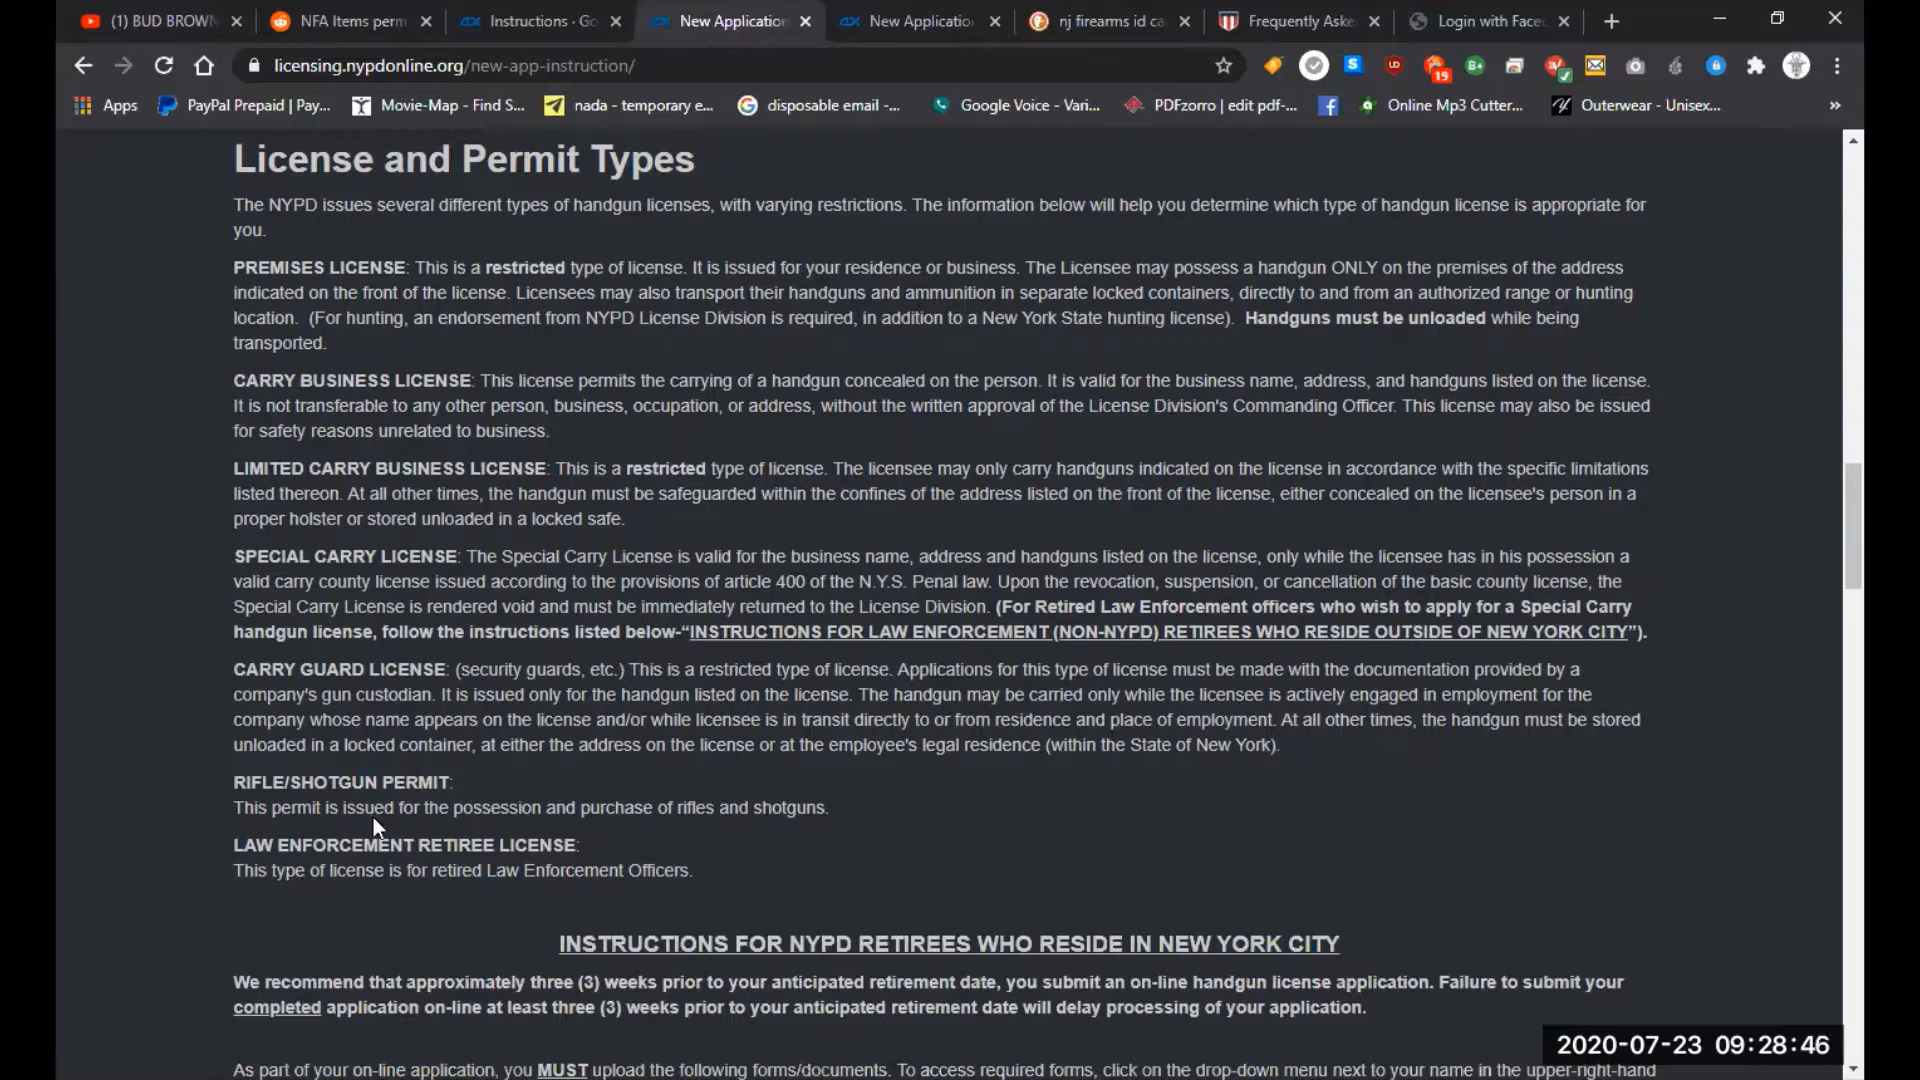 (1) BUD BROWN
NFA Items perm
Instructions · Go
New Application
New Application
nj firearms id ca
Frequently Aske
Login with Face
licensing.nypdonline.org/new-app-instruction/
19
Apps
PayPal Prepaid | Pay...
Movie-Map - Find S...
nada - temporary e...
disposable email -...
Google Voice - Vari...
PDFzorro | edit pdf-...
Online Mp3 Cutter...
Outerwear - Unisex...
License and Permit Types
The NYPD issues several different types of handgun licenses, with varying restrictions. The information below will help you determine which type of handgun license is appropriate for
you.
PREMISES LICENSE: This is a restricted type of license. It is issued for your residence or business. The Licensee may possess a handgun ONLY on the premises of the address
indicated on the front of the license. Licensees may also transport their handguns and ammunition in separate locked containers, directly to and from an authorized range or hunting
location. (For hunting, an endorsement from NYPD License Division is required, in addition to a New York State hunting license). Handguns must be unloaded while being
transported.
CARRY BUSINESS LICENSE: This license permits the carrying of a handgun concealed on the person. It is valid for the business name, address, and handguns listed on the license.
It is not transferable to any other person, business, occupation, or address, without the written approval of the License Division's Commanding Officer. This license may also be issued
for safety reasons unrelated to business.
LIMITED CARRY BUSINESS LICENSE: This is a restricted type of license. The licensee may only carry handguns indicated on the license in accordance with the specific limitations
listed thereon. At all other times, the handgun must be safeguarded within the confines of the address listed on the front of the license, either concealed on the licensee's person in a
proper holster or stored unloaded in a locked safe.
SPECIAL CARRY LICENSE: The Special Carry License is valid for the business name, address and handguns listed on the license, only while the licensee has in his possession a
valid carry county license issued according to the provisions of article 400 of the N.Y.S. Penal law. Upon the revocation, suspension, or cancellation of the basic county license, the
Special Carry License is rendered void and must be immediately returned to the License Division. (For Retired Law Enforcement officers who wish to apply for a Special Carry
handgun license, follow the instructions listed below-“INSTRUCTIONS FOR LAW ENFORCEMENT (NON-NYPD) RETIREES WHO RESIDE OUTSIDE OF NEW YORK CITY”).
CARRY GUARD LICENSE: (security guards, etc.) This is a restricted type of license. Applications for this type of license must be made with the documentation provided by a
company's gun custodian. It is issued only for the handgun listed on the license. The handgun may be carried only while the licensee is actively engaged in employment for the
company whose name appears on the license and/or while licensee is in transit directly to or from residence and place of employment. At all other times, the handgun must be stored
unloaded in a locked container, at either the address on the license or at the employee's legal residence (within the State of New York).
RIFLE/SHOTGUN PERMIT:
This permit is issued for the possession and purchase of rifles and shotguns.
LAW ENFORCEMENT RETIREE LICENSE:
This type of license is for retired Law Enforcement Officers.
INSTRUCTIONS FOR NYPD RETIREES WHO RESIDE IN NEW YORK CITY
We recommend that approximately three (3) weeks prior to your anticipated retirement date, you submit an on-line handgun license application. Failure to submit your
completed application on-line at least three (3) weeks prior to your anticipated retirement date will delay processing of your application.
2020-07-23 09:28:46
As part of your on-line application, you MUST upload the following forms/documents. To access required forms, click on the drop-down menu next to your name in the upper-right-hand